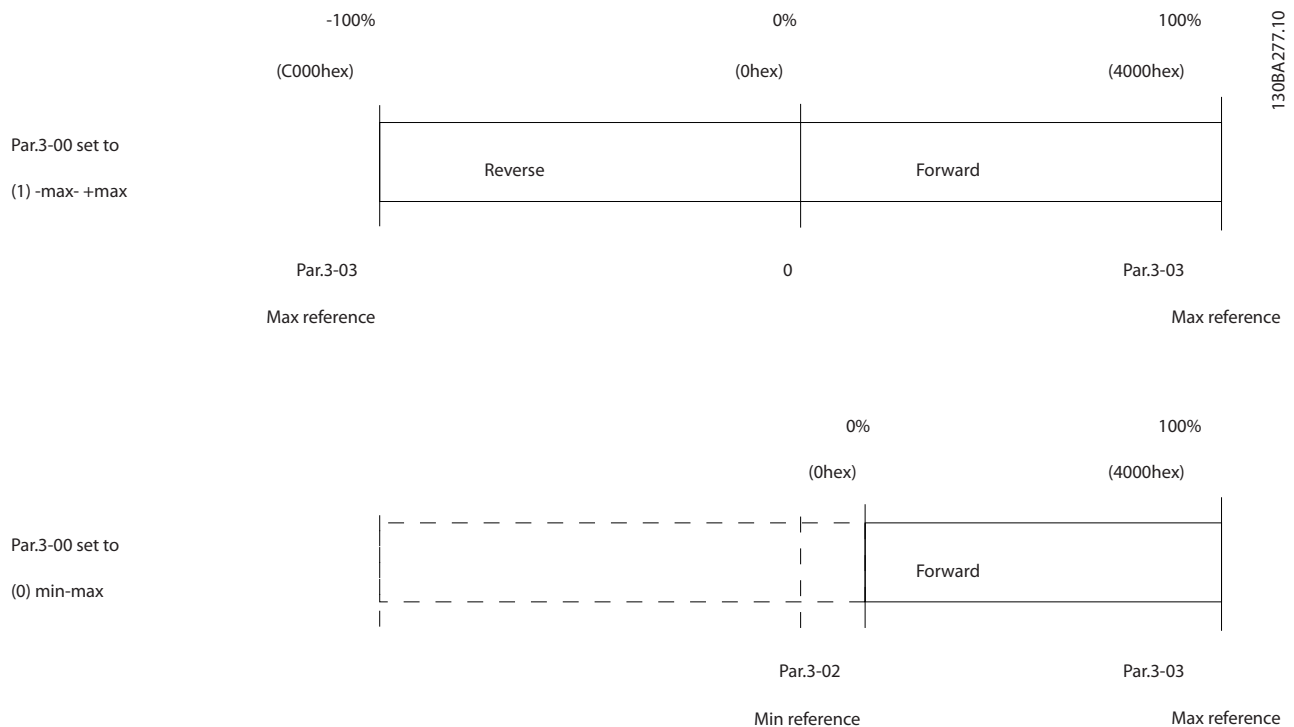 -100% 0% 100%
(C000hex) (0hex) (4000hex)
130BA277.10
Par.3-00 set to
(1) -max- +max
Reverse Forward
Par.3-03 0 Par.3-03
Max reference Max reference
0% 100%
(0hex) (4000hex)
Par.3-00 set to
(0) min-max
Forward
Par.3-02 Par.3-03
Min reference Max reference